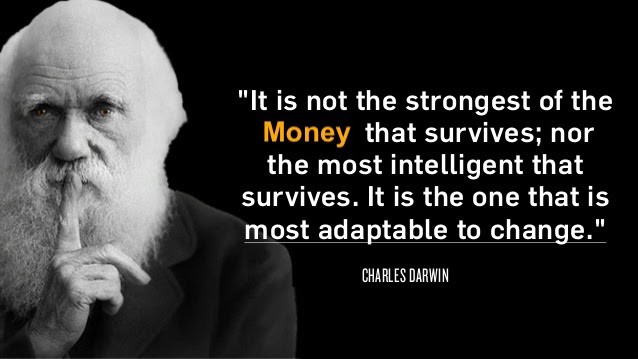 "It is not the strongest of the
Money that survives; nor
the most intelligent that
survives. It is the one that is
most adaptable to change."
CHARLES DARWIN